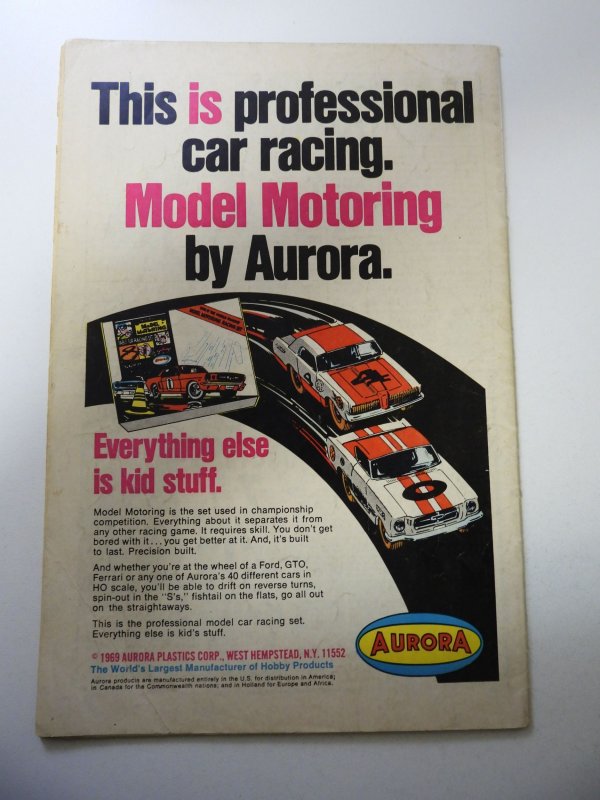 This is professional
car racing.
Model Motoring
by Aurora.
Everything else
is kid stuff.
Model Motoring is the set used in championship
competition. Everything about it separates it from
any other racing game. It requires skill. You don't get
bored with it...you get better at it. And, it's built
to last. Precision built.
And whether you're at the wheel of a Ford, GTO,
Ferrari or any one of Aurora's 40 different cars in
HO scale, you'll be able to drift on reverse turns,
spin-out in the "S's," fishtail on the flats, go all out
on the straightaways.
This is the professional model car racing set.
Everything else is kid's stuff.
© 1969 AURORA PLASTICS CORP., WEST HEMPSTEAD, N.Y. 11552
The World's Largest Manufacturer of Hobby Products
Aurora products are manufactured entirely in the U.S. for distribution in America;
in Canada for the Commonwealth nations; and in Holland for Europe and Africa.
AURORA
4
0
1